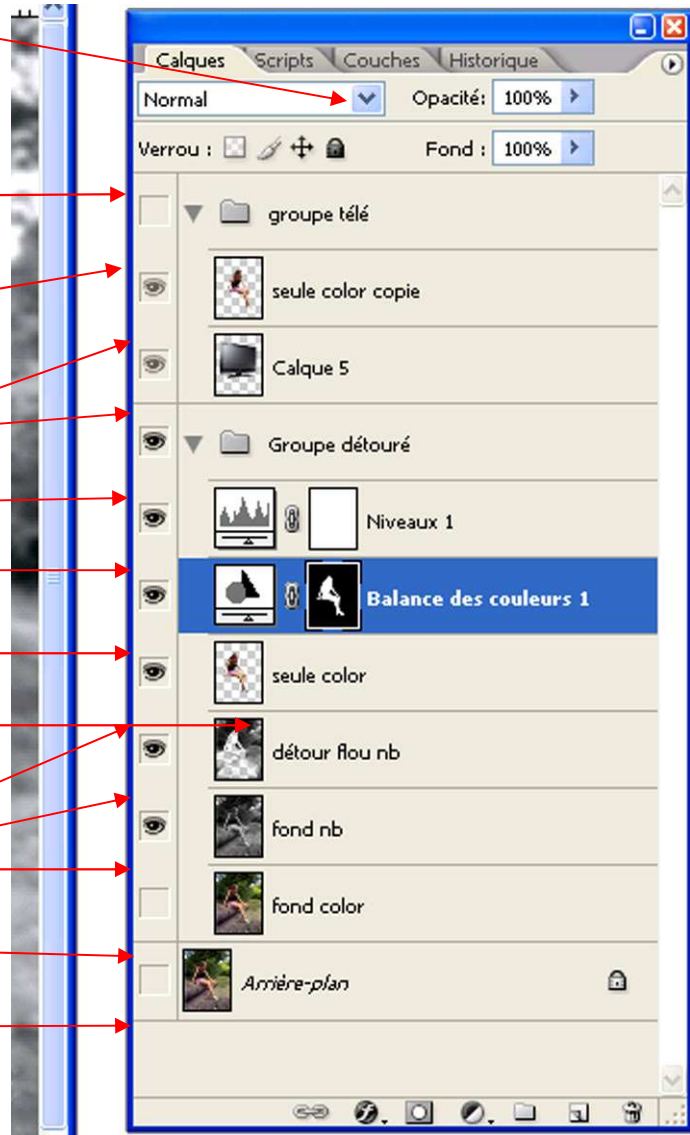 Calques Scripts Couches Historique
Normal Opacité: 100%
Verrou : Fond : 100%
groupe télé
seule color copie
Calque 5
Groupe détouré
Niveaux 1
Balance des couleurs 1
seule color
détour flou nb
fond nb
fond color
Arrière-plan